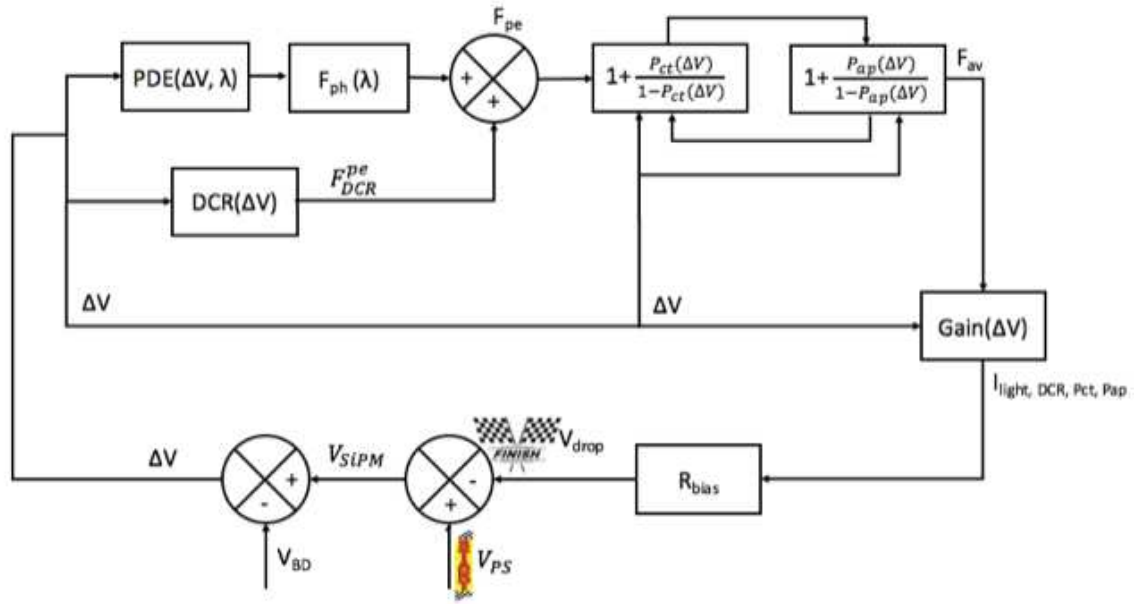 F_pe
PDE(ΔV, λ)
F_ph (λ)
+
+
1+ P_ct(ΔV) / 1−P_ct(ΔV)
1+ P_ap(ΔV) / 1−P_ap(ΔV)
F_av
DCR(ΔV)
F_DCR^pe
ΔV
ΔV
Gain(ΔV)
I_light, DCR, Pct, Pap
ΔV
+
-
V_SiPM
-
+
FINISH
V_drop
R_bias
V_BD
START
V_PS